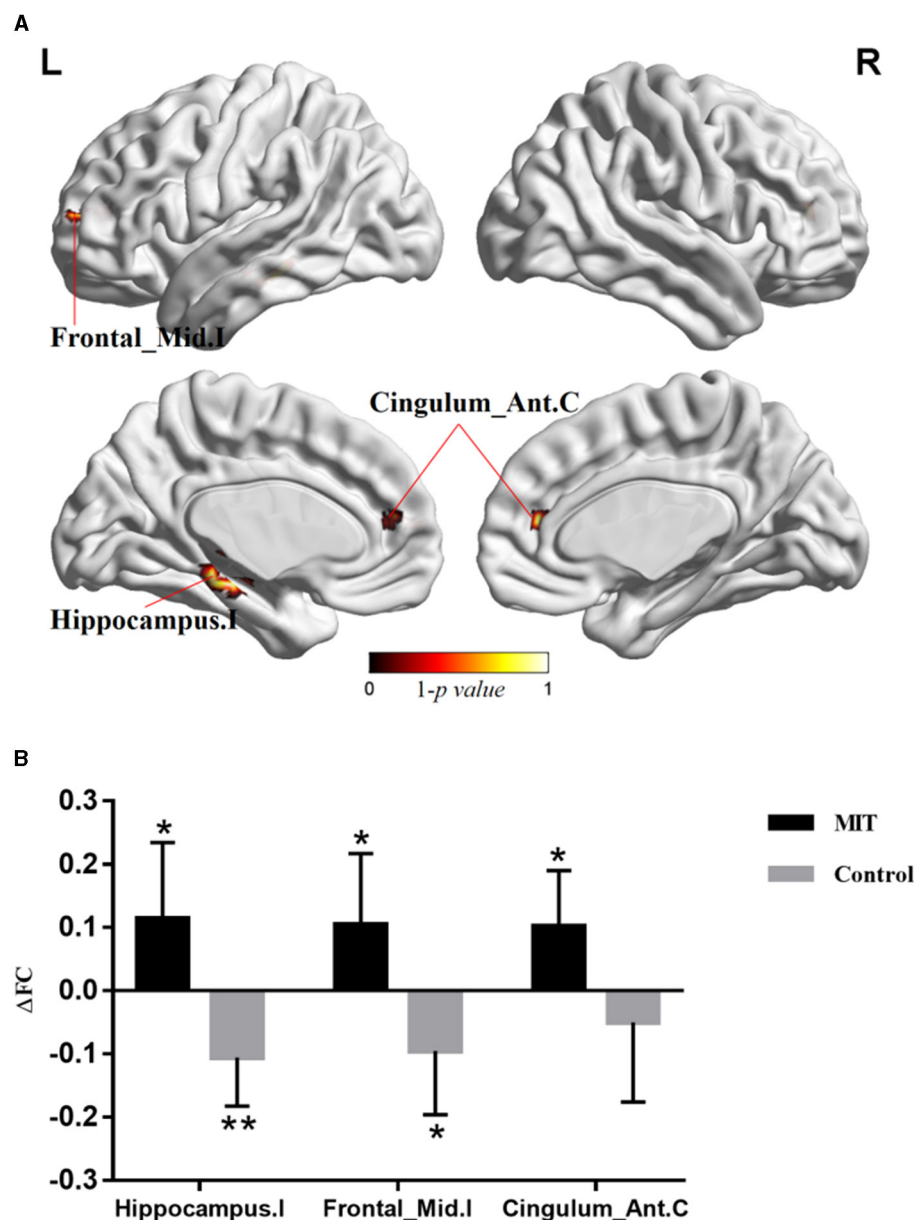 A
L R
Frontal_Mid.I
Cingulum_Ant.C
Hippocampus.I
0 1-p value 1
B
0.3
0.2
0.1
0.0
-0.1
-0.2
-0.3
ΔFC
* * *
** *
MIT
Control
Hippocampus.I Frontal_Mid.I Cingulum_Ant.C